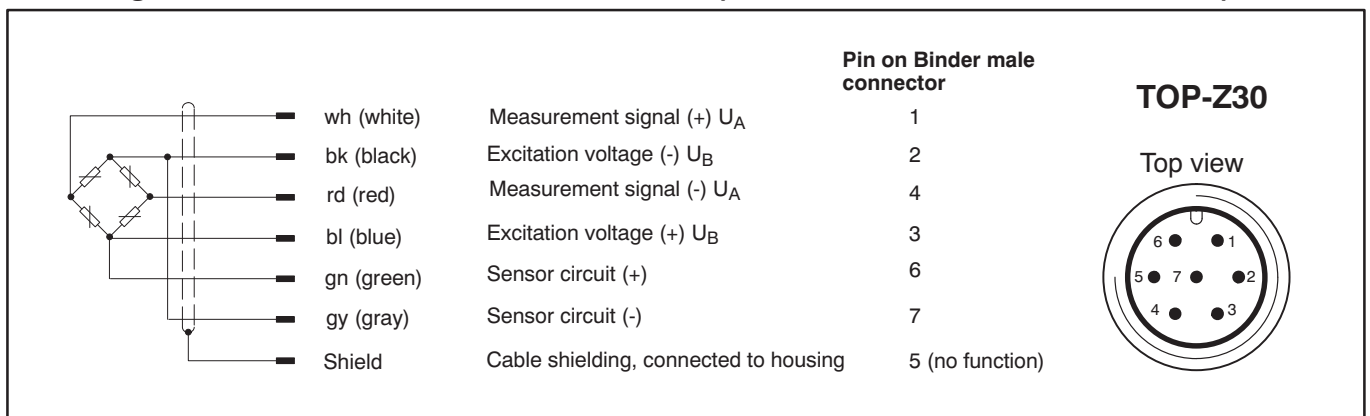 Pin on Binder male
connector
TOP-Z30
wh (white) Measurement signal (+) UA 1
bk (black) Excitation voltage (-) UB 2
rd (red) Measurement signal (-) UA 4
bl (blue) Excitation voltage (+) UB 3
gn (green) Sensor circuit (+) 6
gy (gray) Sensor circuit (-) 7
Shield Cable shielding, connected to housing 5 (no function)
Top view
6 1
5 7 2
4 3